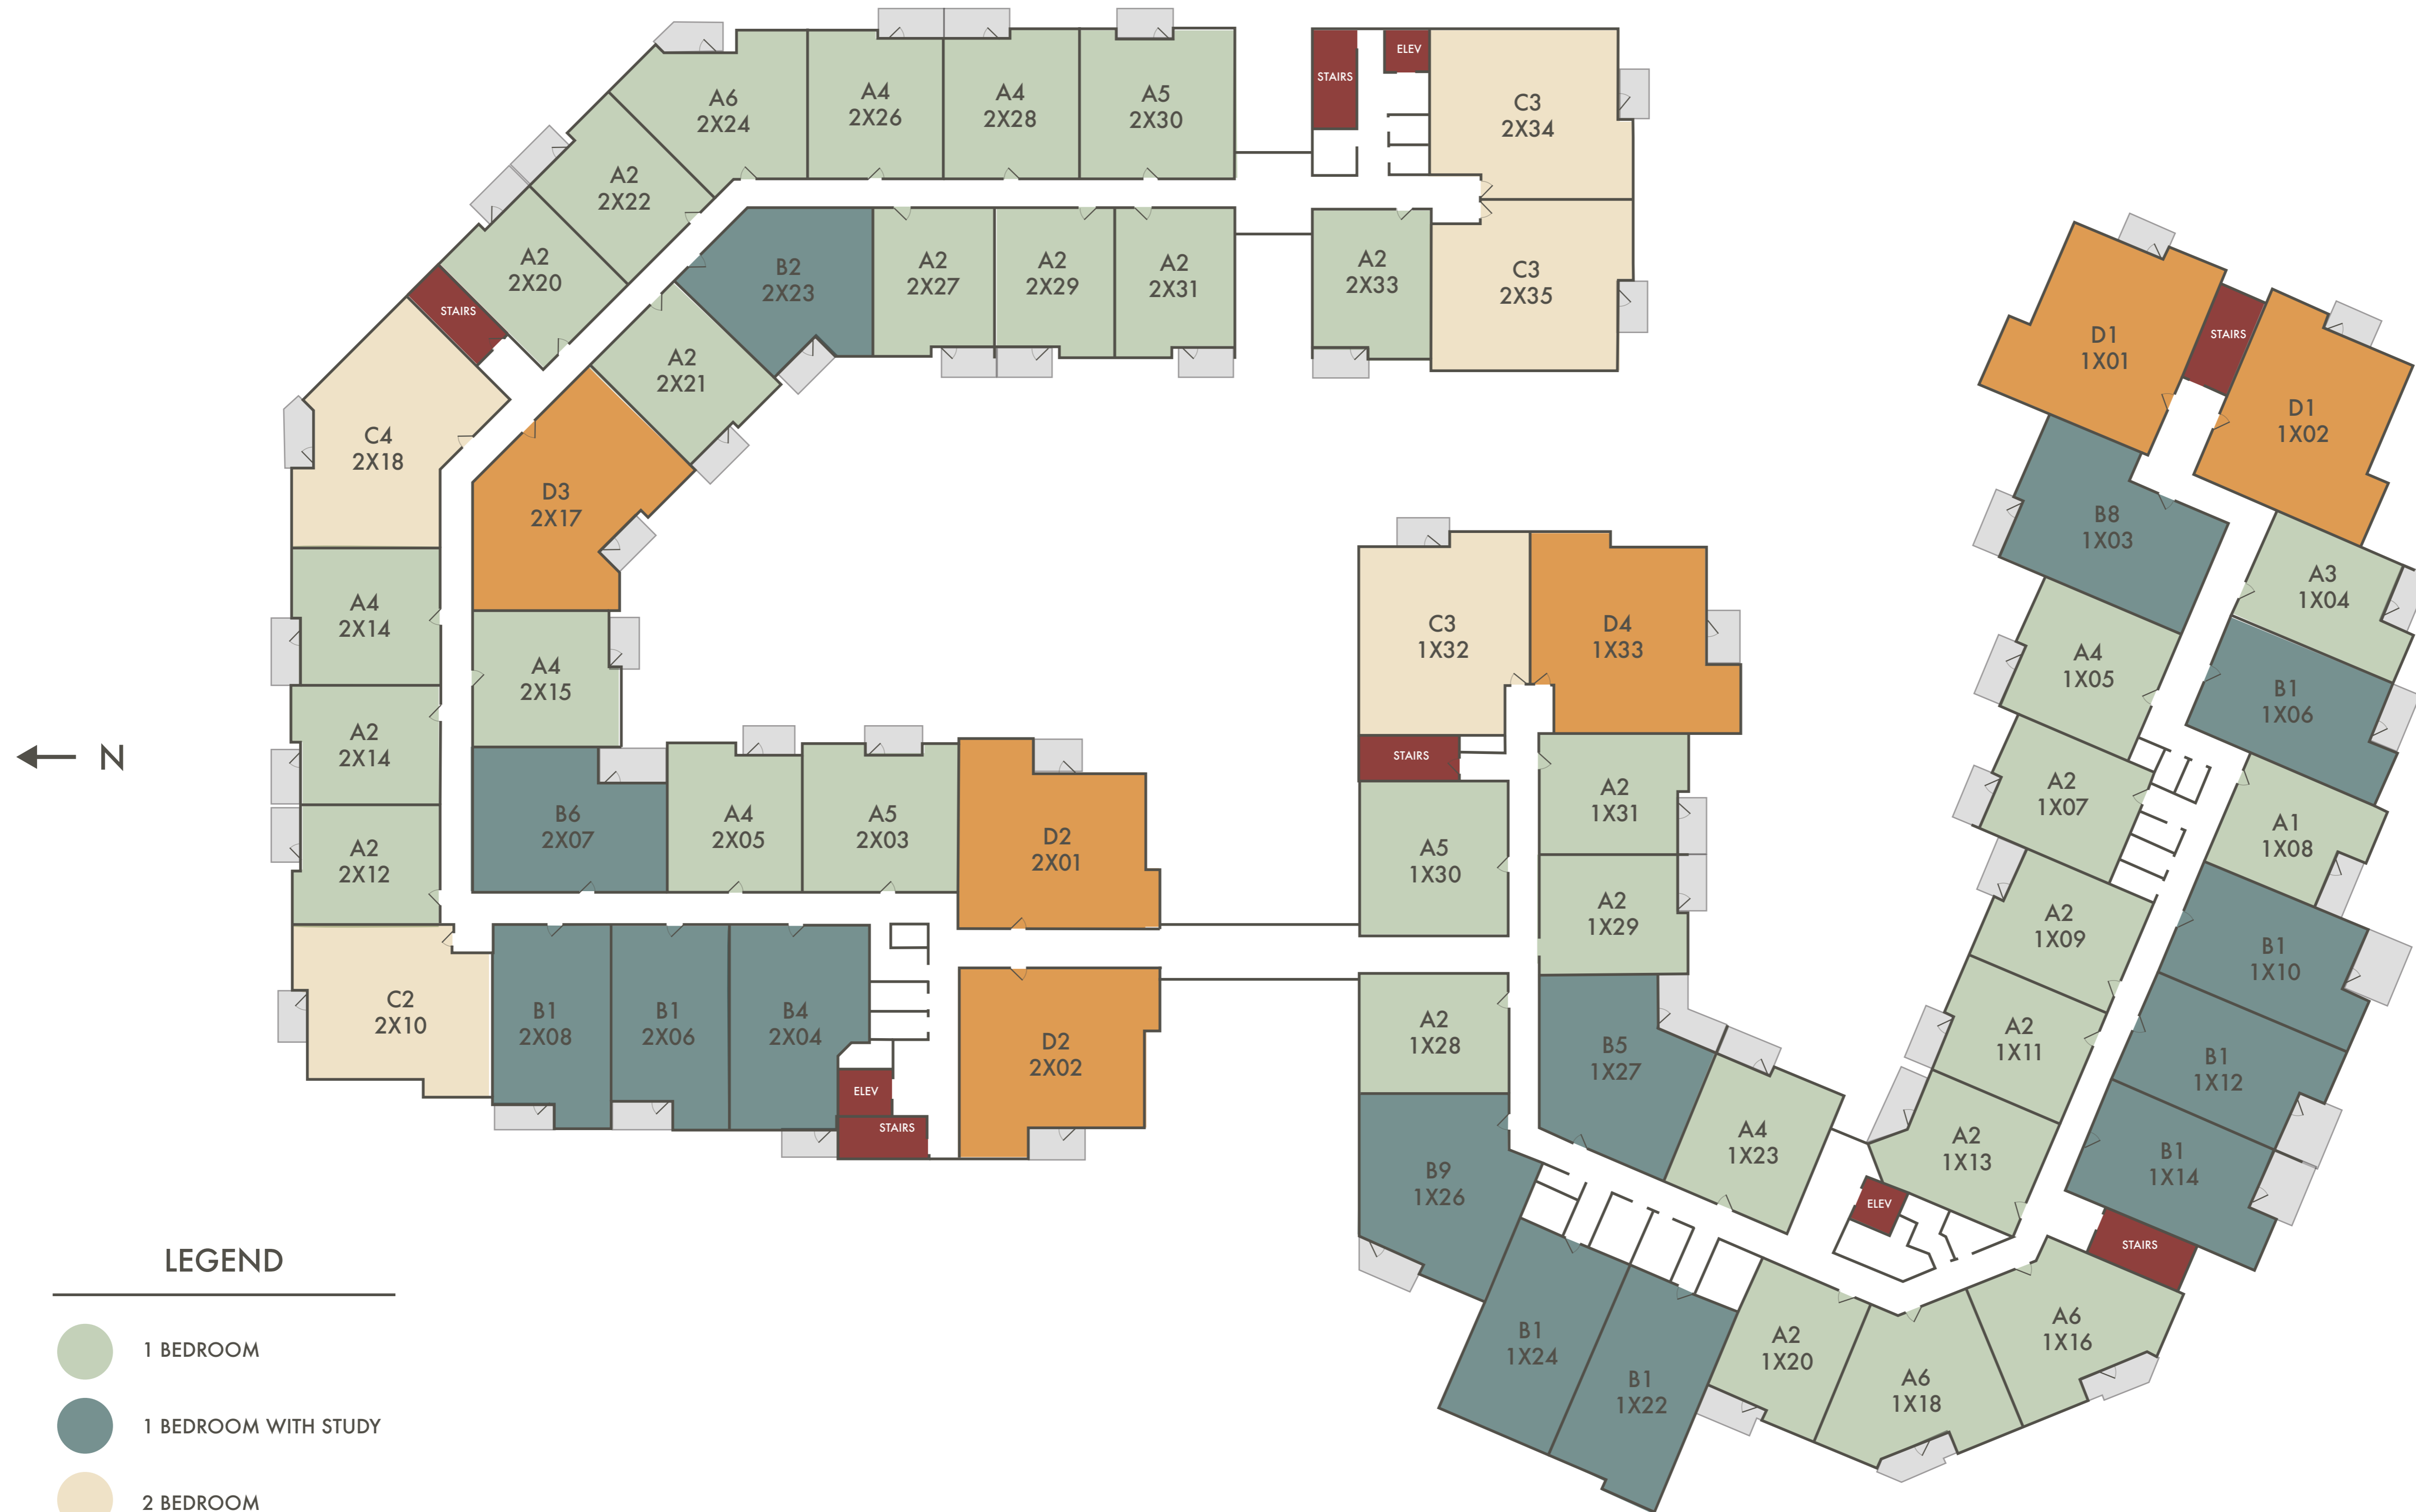 A6
2X24
A4
2X26
A4
2X28
A5
2X30
STAIRS
ELEV
C3
2X34
A2
2X22
A2
2X20
STAIRS
B2
2X23
A2
2X27
A2
2X29
A2
2X31
A2
2X33
C3
2X35
A2
2X21
C4
2X18
D3
2X17
A4
2X14
A4
2X15
A2
2X14
A2
2X12
B6
2X07
A4
2X05
A5
2X03
D2
2X01
N
C2
2X10
B1
2X08
B1
2X06
B4
2X04
ELEV
STAIRS
D2
2X02
C3
1X32
D4
1X33
STAIRS
A2
1X31
A5
1X30
A2
1X29
A2
1X28
B5
1X27
B9
1X26
A4
1X23
B1
1X24
B1
1X22
A2
1X20
A6
1X18
A6
1X16
D1
1X01
STAIRS
D1
1X02
B8
1X03
A3
1X04
A4
1X05
B1
1X06
A2
1X07
A1
1X08
A2
1X09
B1
1X10
A2
1X11
B1
1X12
A2
1X13
B1
1X14
ELEV
STAIRS
LEGEND
1 BEDROOM
1 BEDROOM WITH STUDY
2 BEDROOM